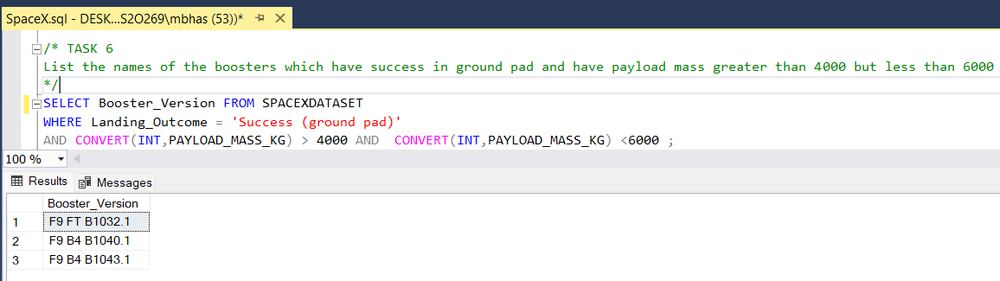 SpaceX.sql - DESK...S2O269\mbhas (53))*
/* TASK 6
List the names of the boosters which have success in ground pad and have payload mass greater than 4000 but less than 6000
*/
SELECT Booster_Version FROM SPACEXDATASET
WHERE Landing_Outcome = 'Success (ground pad)'
AND CONVERT(INT,PAYLOAD_MASS_KG) > 4000 AND  CONVERT(INT,PAYLOAD_MASS_KG) <6000 ;
100 %
Results Messages
Booster_Version
1 F9 FT B1032.1
2 F9 B4 B1040.1
3 F9 B4 B1043.1